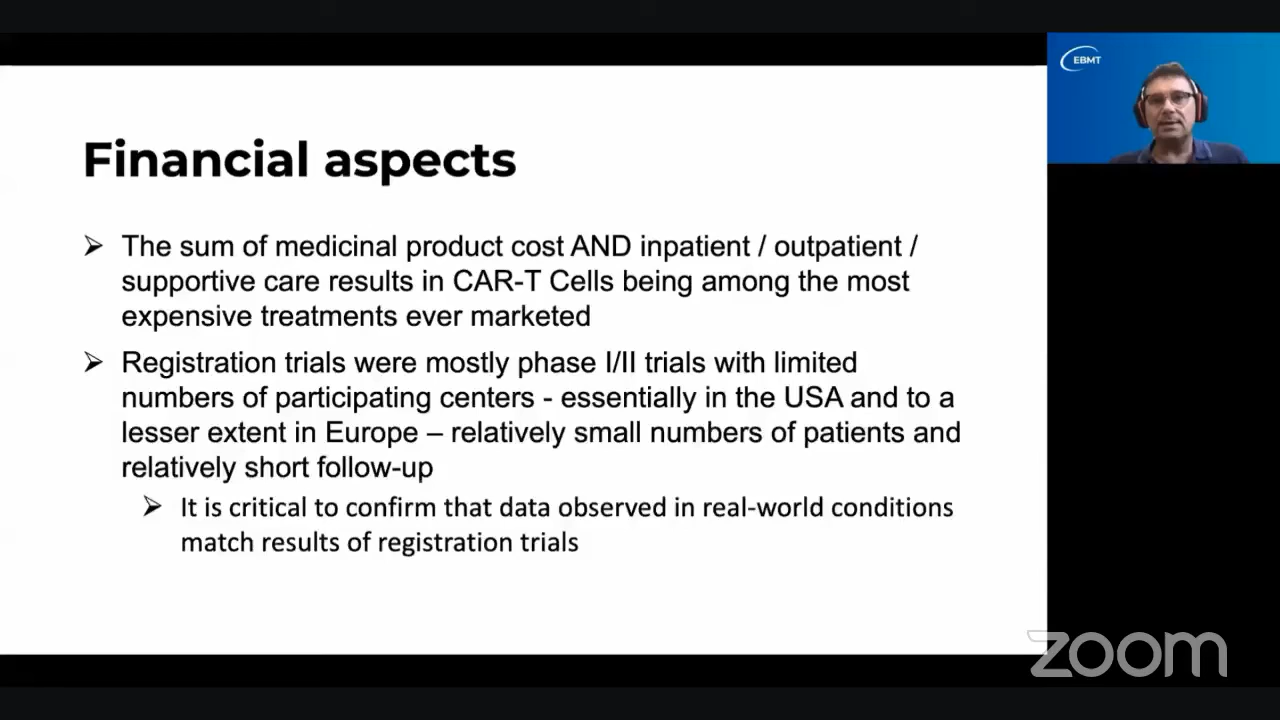 EBMT
Financial aspects
➢ The sum of medicinal product cost AND inpatient / outpatient /
supportive care results in CAR-T Cells being among the most
expensive treatments ever marketed
➢ Registration trials were mostly phase I/II trials with limited
numbers of participating centers - essentially in the USA and to a
lesser extent in Europe – relatively small numbers of patients and
relatively short follow-up
➢ It is critical to confirm that data observed in real-world conditions
match results of registration trials
zoom